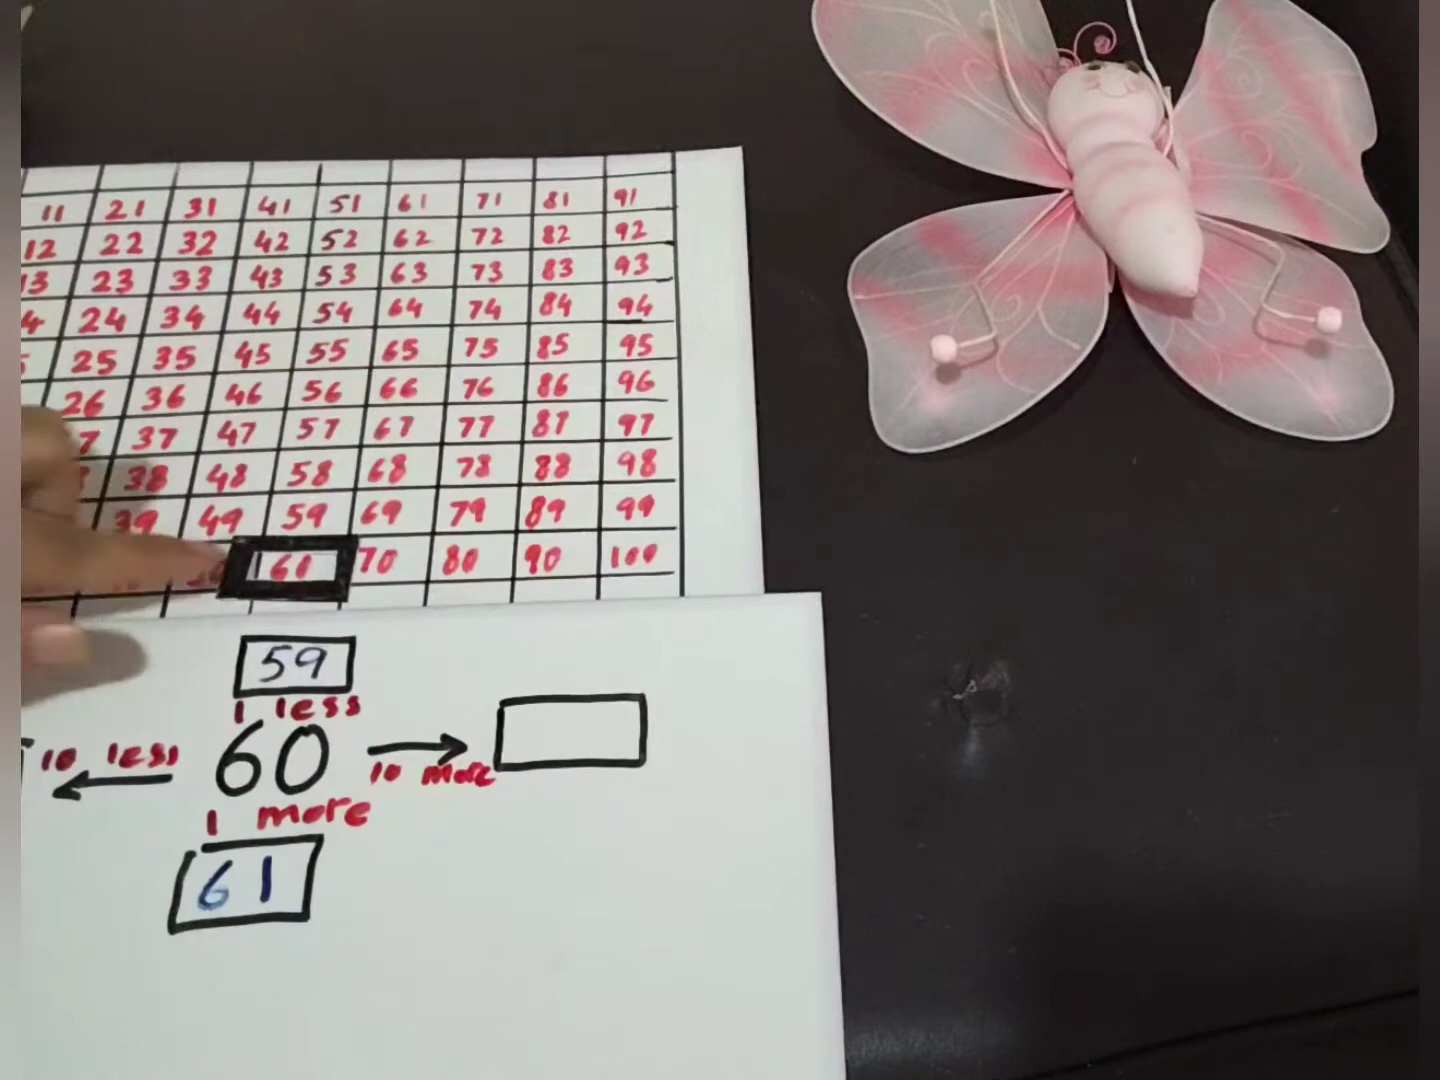 11 21 31 41 51 61 71 81 91
12 22 32 42 52 62 72 82 92
13 23 33 43 53 63 73 83 93
4 24 34 44 54 64 74 84 94
25 35 45 55 65 75 85 95
26 36 46 56 66 76 86 96
7 37 47 57 67 77 87 97
38 48 58 68 78 88 98
39 49 59 69 79 89 99
60 70 80 90 100
59
1 less
10 less 60 10 more
1 more
61